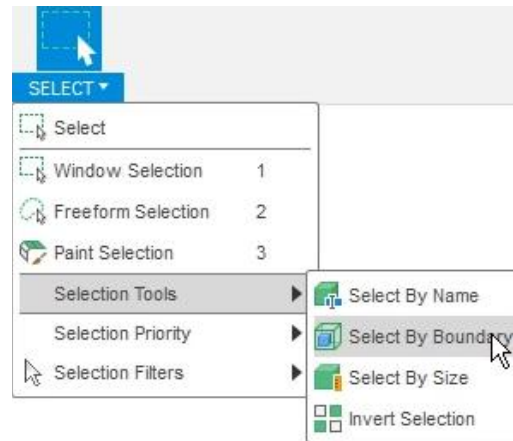 SELECT
Select
Window Selection 1
Freeform Selection 2
Paint Selection 3
Selection Tools
Selection Priority
Selection Filters
Select By Name
Select By Boundary
Select By Size
Invert Selection